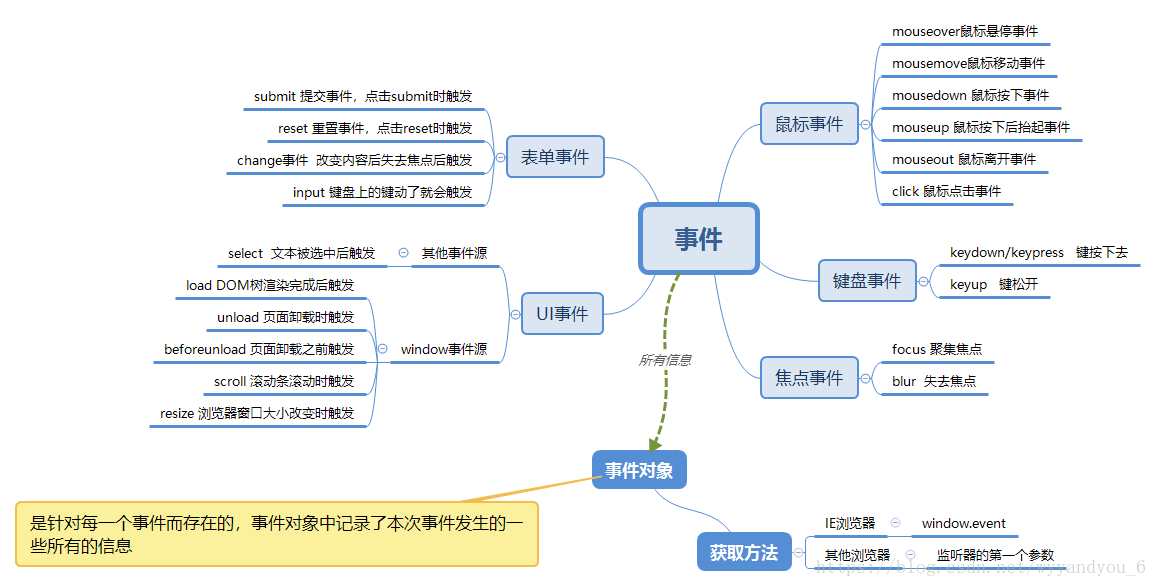 事件
鼠标事件
mouseover鼠标悬停事件
mousemove鼠标移动事件
mousedown 鼠标按下事件
mouseup 鼠标按下后抬起事件
mouseout 鼠标离开事件
click 鼠标点击事件
键盘事件
keydown/keypress 键按下去
keyup 键松开
焦点事件
focus 聚集焦点
blur 失去焦点
表单事件
submit 提交事件，点击submit时触发
reset 重置事件，点击reset时触发
change事件 改变内容后失去焦点后触发
input 键盘上的键动了就会触发
UI事件
其他事件源
select 文本被选中后触发
window事件源
load DOM树渲染完成后触发
unload 页面卸载时触发
beforeunload 页面卸载之前触发
scroll 滚动条滚动时触发
resize 浏览器窗口大小改变时触发
所有信息
事件对象
是针对每一个事件而存在的，事件对象中记录了本次事件发生的一
些所有的信息
获取方法
IE浏览器
window.event
其他浏览器
监听器的第一个参数
https://blog.csdn.net/wyyandyou_6